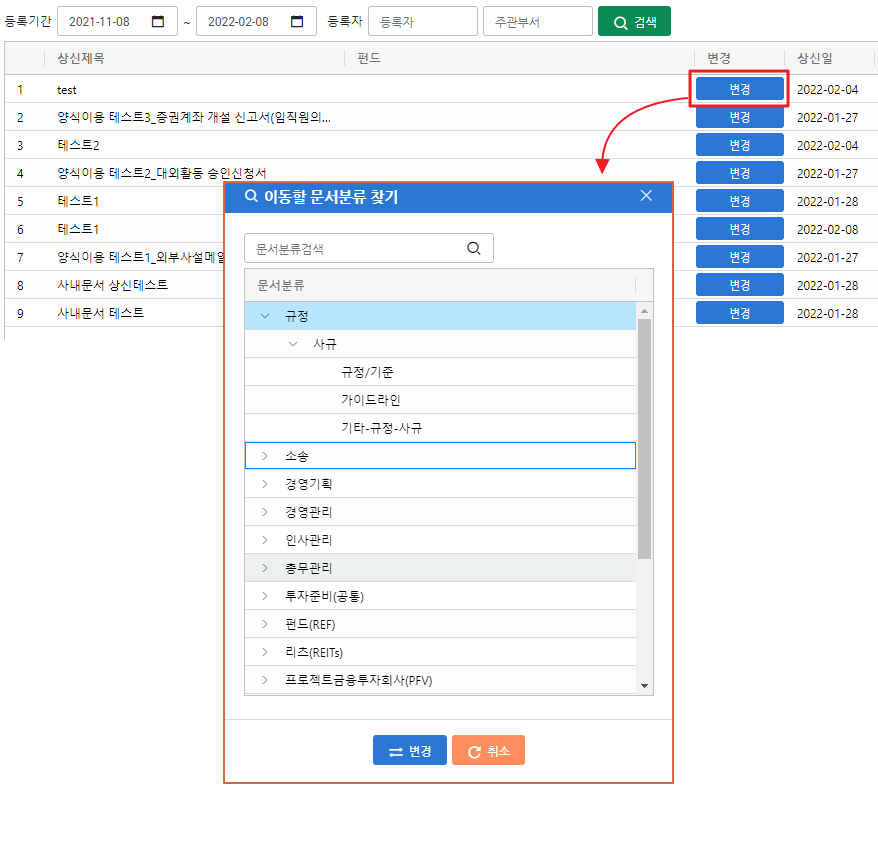 등록기간 2021-11-08 ~ 2022-02-08 등록자 등록자 주관부서 검색
상신제목 펀드 변경 상신일
1 test 변경 2022-02-04
2 양식이용 테스트3_증권계좌 개설 신고서(임직원의... 변경 2022-01-27
3 테스트2 변경 2022-02-04
4 양식이용 테스트2_대외활동 승인신청서 변경 2022-01-27
5 테스트1 변경 2022-01-28
6 테스트1 변경 2022-02-08
7 양식이용 테스트1_외부사설메일 변경 2022-01-27
8 사내문서 상신테스트 변경 2022-01-28
9 사내문서 테스트 변경 2022-01-28
이동할 문서분류 찾기
문서분류검색
문서분류
규정
사규
규정/기준
가이드라인
기타-규정-사규
소송
경영기획
경영관리
인사관리
총무관리
투자준비(공통)
펀드(REF)
리츠(REITs)
프로젝트금융투자회사(PFV)
변경 취소